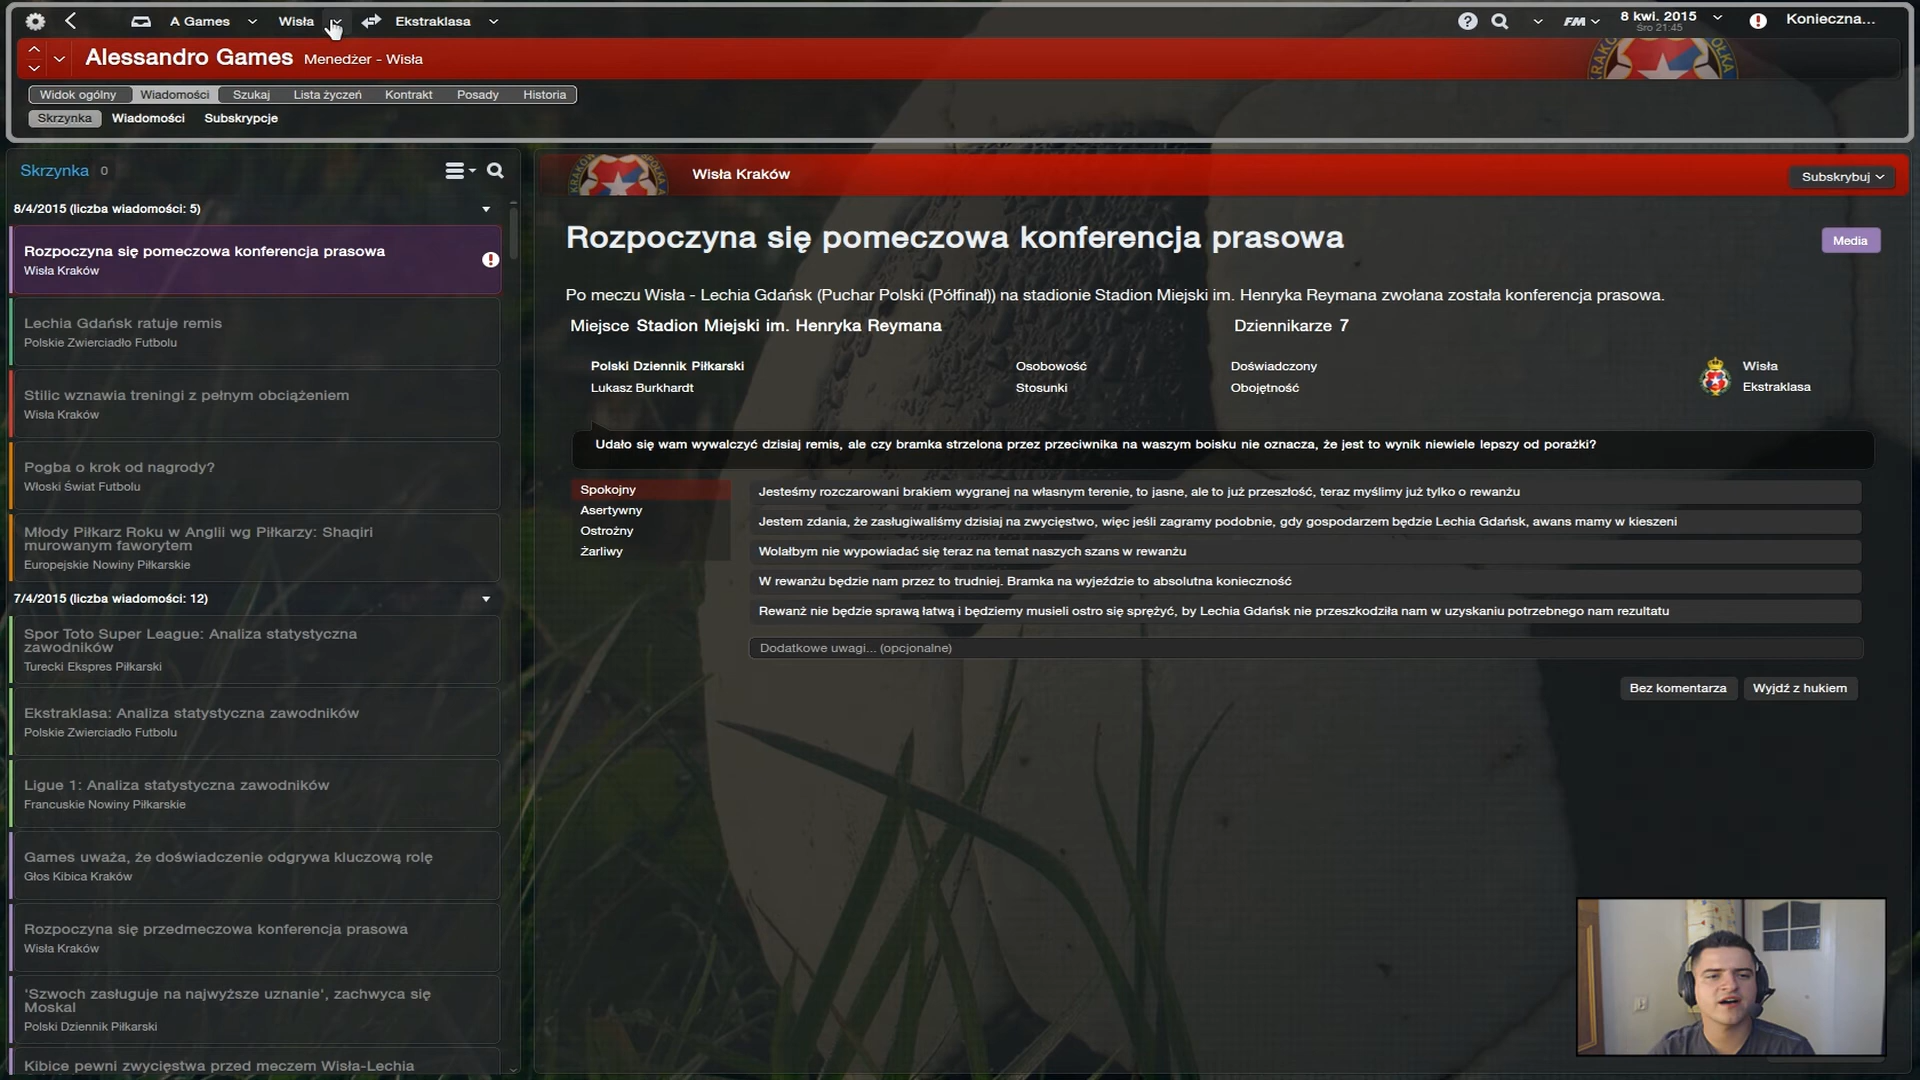 A Games
Wisła
Ekstraklasa
FM
8 kwi. 2015
Śro 21:45
Konieczna...
Alessandro Games Menedżer - Wisła
Widok ogólny Wiadomości Szukaj Lista życzeń Kontrakt Posady Historia
Skrzynka Wiadomości Subskrypcje
Skrzynka 0
8/4/2015 (liczba wiadomości: 5)
Rozpoczyna się pomeczowa konferencja prasowa
Wisła Kraków
Lechia Gdańsk ratuje remis
Polskie Zwierciadło Futbolu
Stilic wznawia treningi z pełnym obciążeniem
Wisła Kraków
Pogba o krok od nagrody?
Włoski Świat Futbolu
Młody Piłkarz Roku w Anglii wg Piłkarzy: Shaqiri
murowanym faworytem
Europejskie Nowiny Piłkarskie
7/4/2015 (liczba wiadomości: 12)
Spor Toto Super League: Analiza statystyczna
zawodników
Turecki Ekspres Piłkarski
Ekstraklasa: Analiza statystyczna zawodników
Polskie Zwierciadło Futbolu
Ligue 1: Analiza statystyczna zawodników
Francuskie Nowiny Piłkarskie
Games uważa, że doświadczenie odgrywa kluczową rolę
Głos Kibica Kraków
Rozpoczyna się przedmeczowa konferencja prasowa
Wisła Kraków
'Szwoch zasługuje na najwyższe uznanie', zachwyca się
Moskal
Polski Dziennik Piłkarski
Kibice pewni zwycięstwa przed meczem Wisła-Lechia
Wisła Kraków
Subskrybuj
Rozpoczyna się pomeczowa konferencja prasowa
Media
Po meczu Wisła - Lechia Gdańsk (Puchar Polski (Półfinał)) na stadionie Stadion Miejski im. Henryka Reymana zwołana została konferencja prasowa.
Miejsce Stadion Miejski im. Henryka Reymana
Dziennikarze 7
Polski Dziennik Piłkarski Osobowość Doświadczony Wisła
Lukasz Burkhardt Stosunki Obojętność Ekstraklasa
Udało się wam wywalczyć dzisiaj remis, ale czy bramka strzelona przez przeciwnika na waszym boisku nie oznacza, że jest to wynik niewiele lepszy od porażki?
Spokojny
Asertywny
Ostrożny
Żarliwy
Jesteśmy rozczarowani brakiem wygranej na własnym terenie, to jasne, ale to już przeszłość, teraz myślimy już tylko o rewanżu
Jestem zdania, że zasługiwaliśmy dzisiaj na zwycięstwo, więc jeśli zagramy podobnie, gdy gospodarzem będzie Lechia Gdańsk, awans mamy w kieszeni
Wolałbym nie wypowiadać się teraz na temat naszych szans w rewanżu
W rewanżu będzie nam przez to trudniej. Bramka na wyjeździe to absolutna konieczność
Rewanż nie będzie sprawą łatwą i będziemy musieli ostro się sprężyć, by Lechia Gdańsk nie przeszkodziła nam w uzyskaniu potrzebnego nam rezultatu
Dodatkowe uwagi... (opcjonalne)
Bez komentarza Wyjdź z hukiem